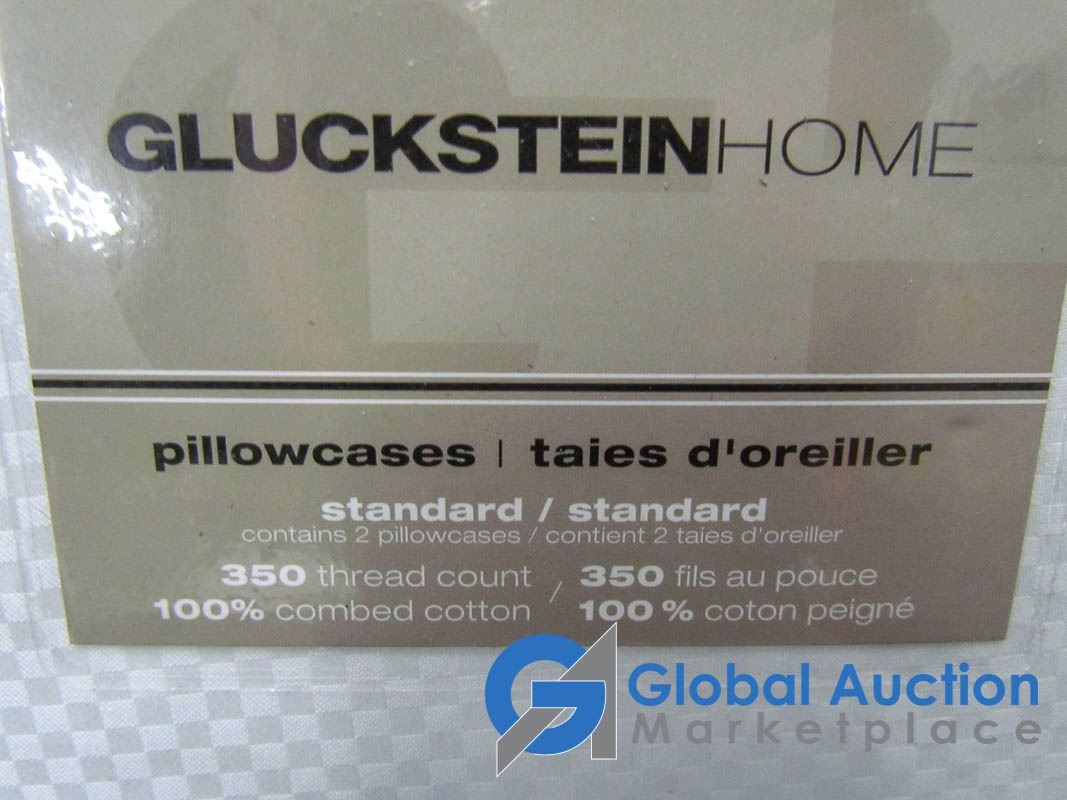 GLUCKSTEINHOME
pillowcases | taies d'oreiller
standard / standard
contains 2 pillowcases / contient 2 taies d'oreiller
350 thread count / 350 fils au pouce
100% combed cotton / 100 % coton peigné
Global Auction
Marketplace